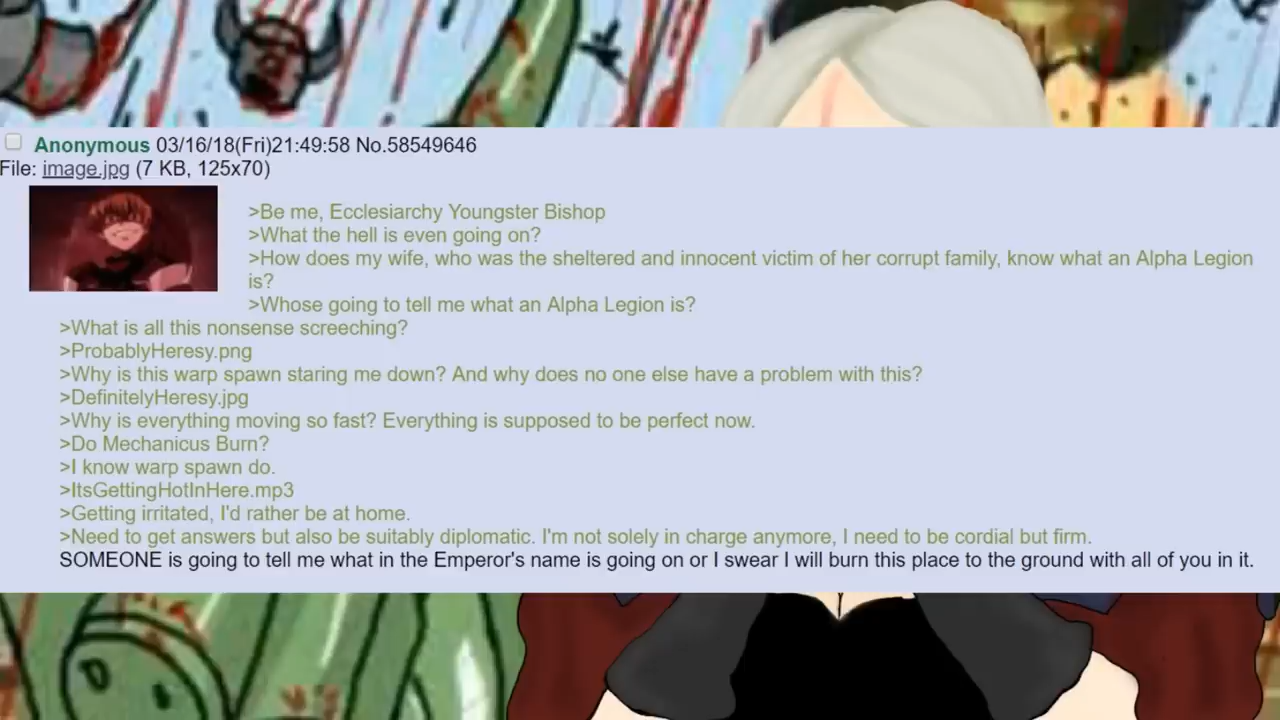 Anonymous 03/16/18(Fri)21:49:58 No.58549646
File: image.jpg (7 KB, 125x70)
>Be me, Ecclesiarchy Youngster Bishop
>What the hell is even going on?
>How does my wife, who was the sheltered and innocent victim of her corrupt family, know what an Alpha Legion
is?
>Whose going to tell me what an Alpha Legion is?
>What is all this nonsense screeching?
>ProbablyHeresy.png
>Why is this warp spawn staring me down? And why does no one else have a problem with this?
>DefinitelyHeresy.jpg
>Why is everything moving so fast? Everything is supposed to be perfect now.
>Do Mechanicus Burn?
>I know warp spawn do.
>ItsGettingHotInHere.mp3
>Getting irritated, I'd rather be at home.
>Need to get answers but also be suitably diplomatic. I'm not solely in charge anymore, I need to be cordial but firm.
SOMEONE is going to tell me what in the Emperor's name is going on or I swear I will burn this place to the ground with all of you in it.